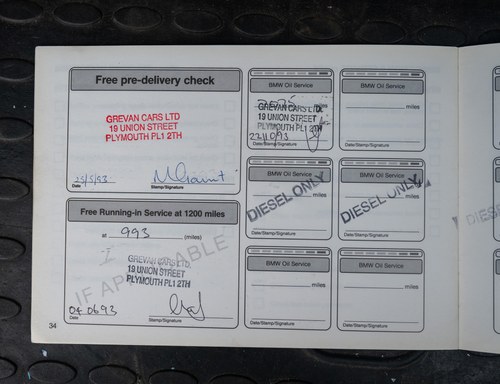 Free pre-delivery check
GREVAN CARS LTD
19 UNION STREET
PLYMOUTH PL1 2TH
25/5/93
Date
Stamp/Signature
Free Running-in Service at 1200 miles
at 993 (miles)
IF APPLICABLE
GREVAN CARS LTD
19 UNION STREET
PLYMOUTH PL1 2TH
04 06 93
Date
Stamp/Signature
34
BMW Oil Service
miles
GREVAN CARS LTD
19 UNION STREET
PLYMOUTH PL1 2TH
BMW Oil Service
miles
Date/Stamp/Signature
BMW Oil Service
DIESEL ONLY
miles
Date/Stamp/Signature
BMW Oil Service
DIESEL ONLY
miles
Date/Stamp/Signature
BMW Oil Service
miles
Date/Stamp/Signature
BMW Oil Service
miles
Date/Stamp/Signature